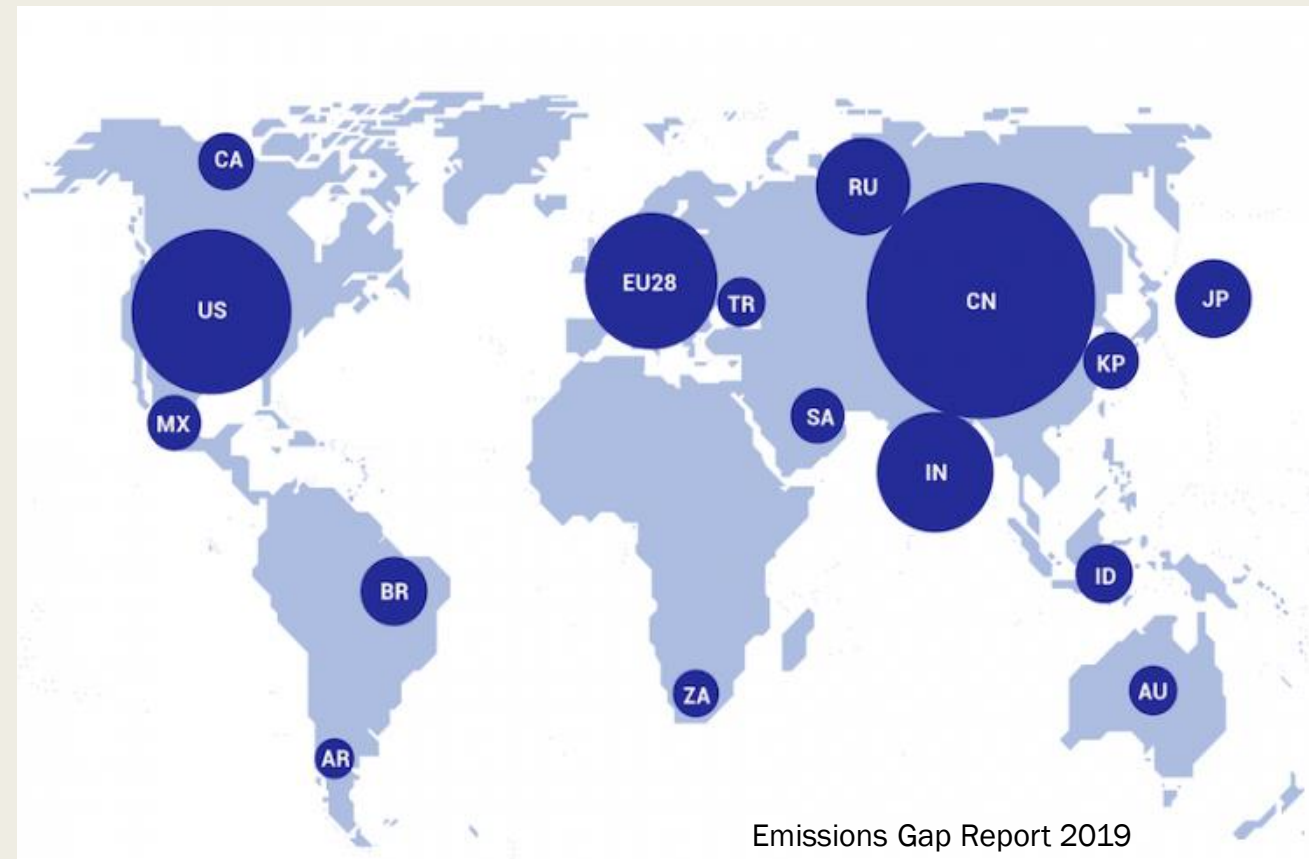 CA
RU
EU28
CN
JP
TR
US
KP
SA
MX
IN
ID
BR
AU
ZA
AR
Emissions Gap Report 2019